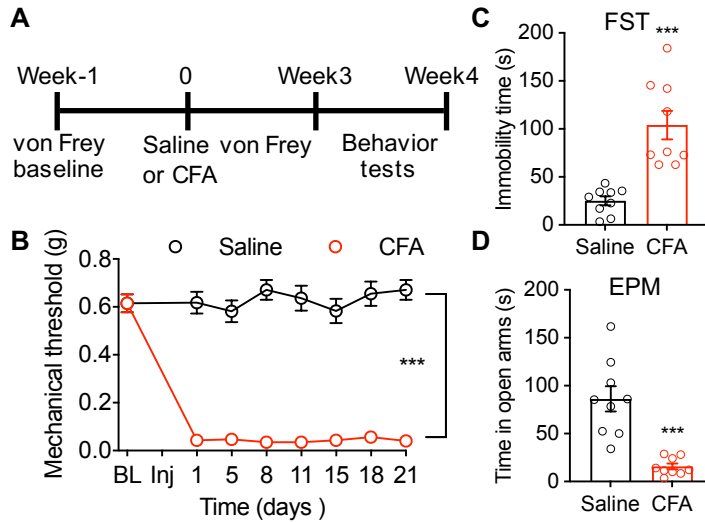 A
Week-1 0 Week3 Week4
von Frey baseline
Saline or CFA
von Frey
Behavior tests
B
Saline CFA
Mechanical threshold (g)
0.8
0.6
0.4
0.2
0.0
***
BL Inj 1 5 8 11 15 18 21
Time (days )
C
FST
Immobility time (s)
200
150
100
50
0
***
Saline CFA
D
EPM
Time in open arms (s)
200
150
100
50
0
***
Saline CFA